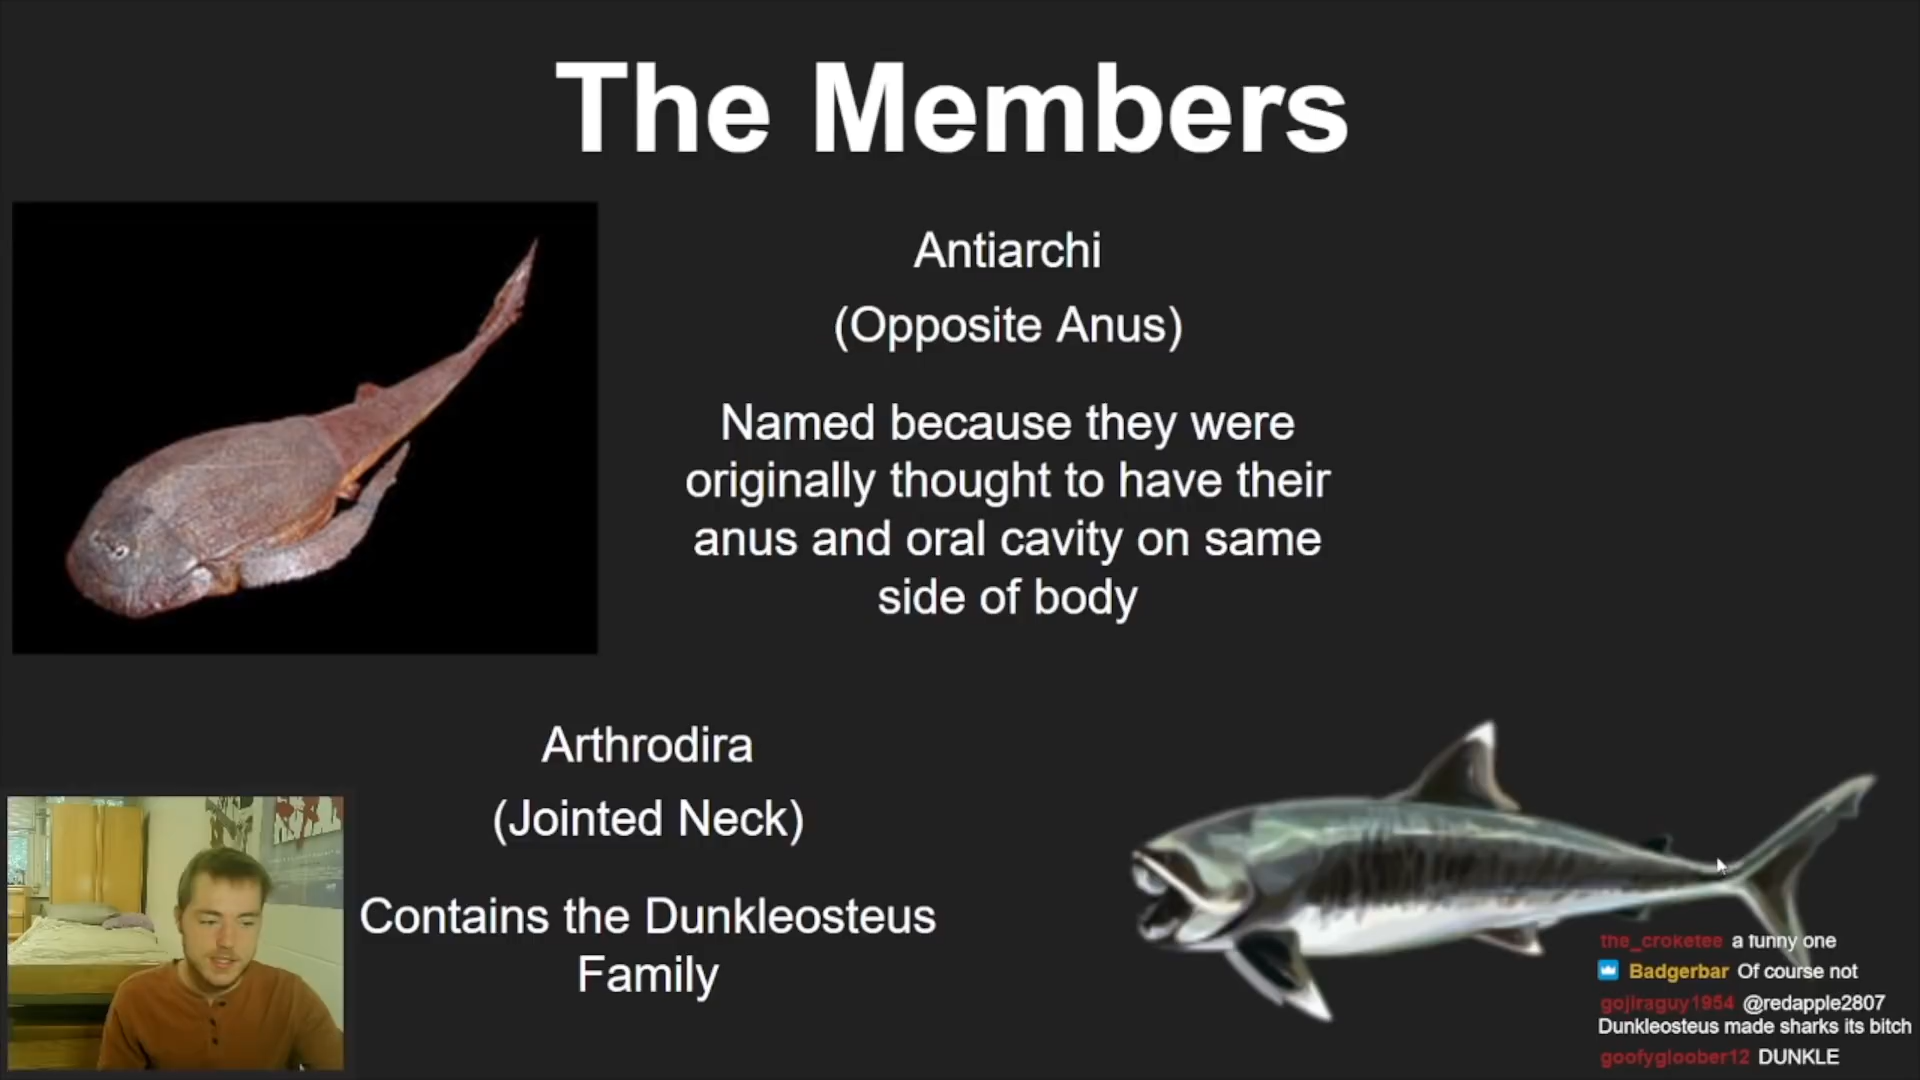 The Members
Antiarchi
(Opposite Anus)
Named because they were
originally thought to have their
anus and oral cavity on same
side of body
Arthrodira
(Jointed Neck)
Contains the Dunkleosteus
Family
the_croketee a funny one
Badgerbar Of course not
gojiraguy1954 @redapple2807
Dunkleosteus made sharks its bitch
goofygloober12 DUNKLE